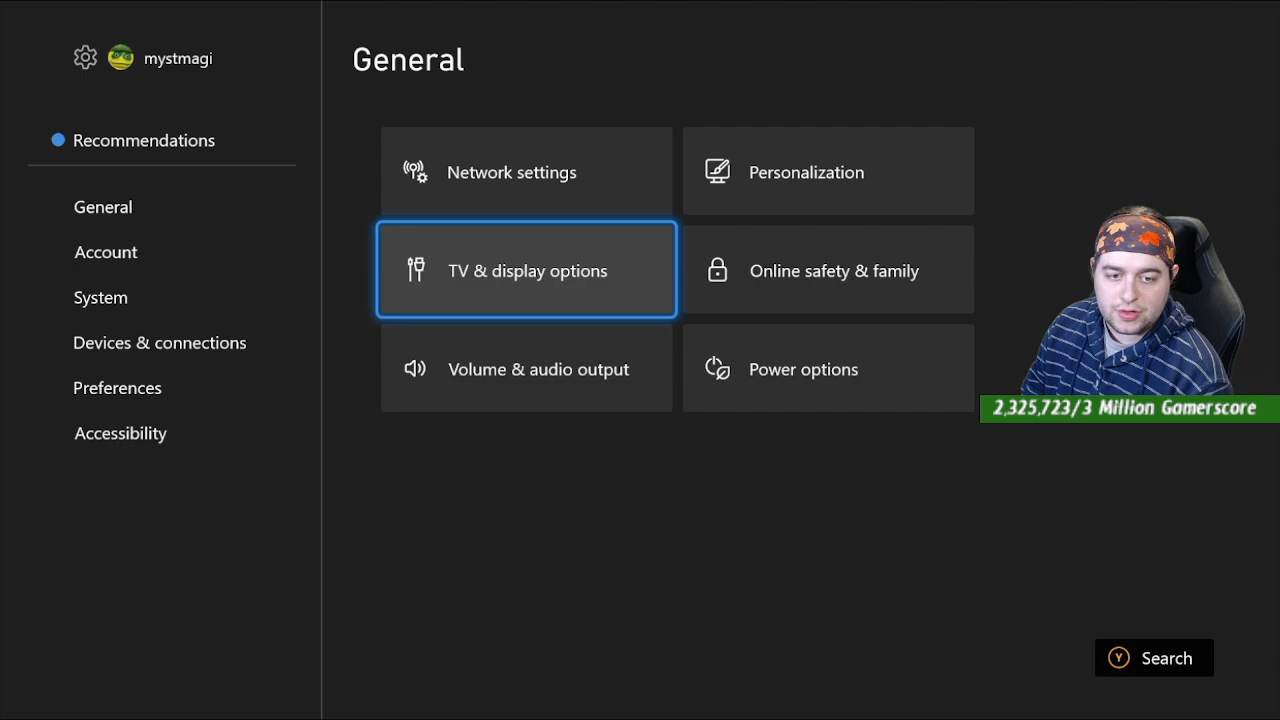 mystmagi
Recommendations
General
Account
System
Devices & connections
Preferences
Accessibility
General
Network settings
Personalization
TV & display options
Online safety & family
Volume & audio output
Power options
2,325,723/3 Million Gamerscore
Y Search